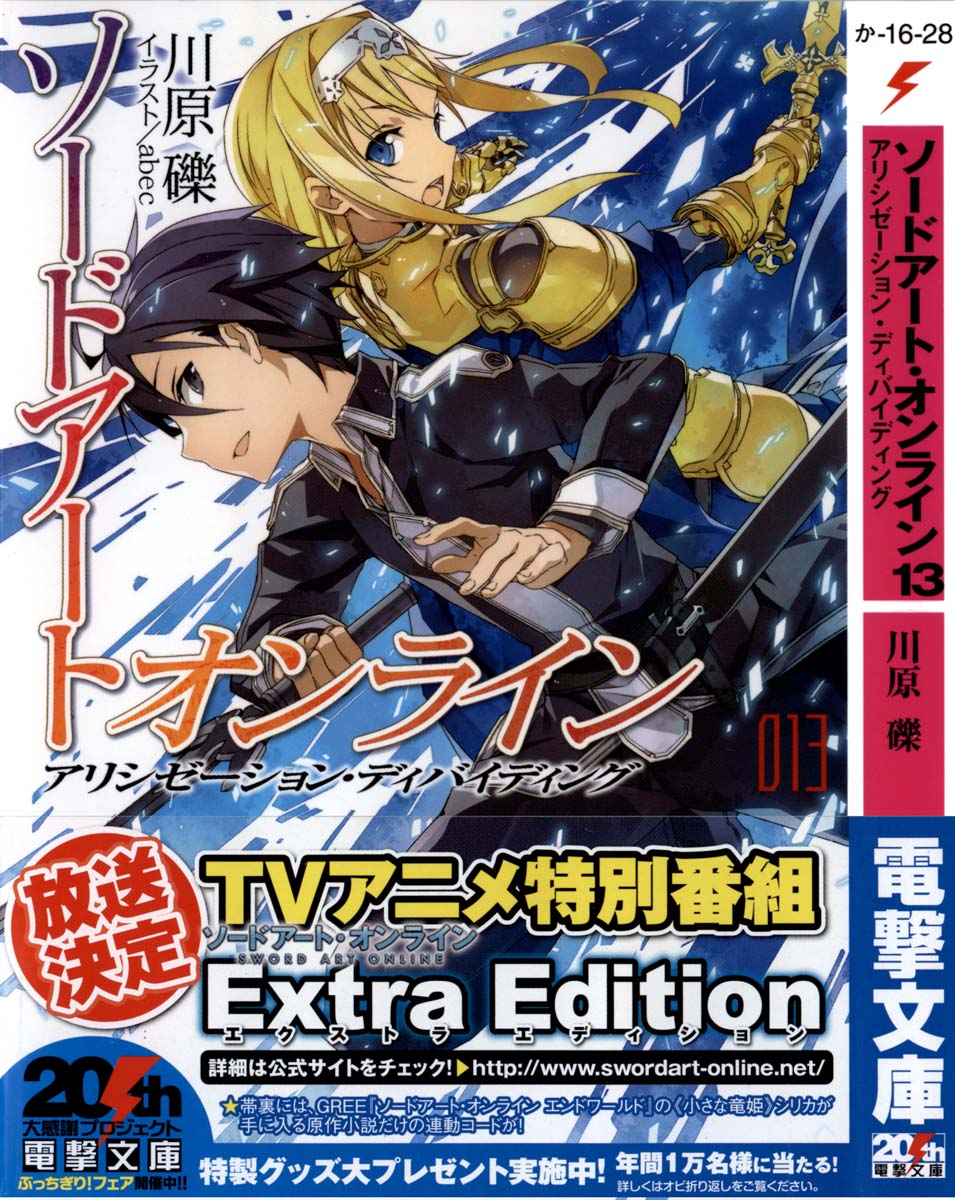 ソードアート
オンライン
川原 礫
イラスト/abec
アリシゼーション・ディバイディング
013
放送
決定
TVアニメ特別番組
ソードアート・オンライン
SWORD ART ONLINE
Extra Edition
エクストラ エディション
詳細は公式サイトをチェック!▶http://www.swordart-online.net/
★帯裏には、GREE『ソードアート・オンライン エンドワールド』の〈小さな竜姫〉シリカが
手に入る原作小説だけの連動コードが!
20th
大感謝プロジェクト
電撃文庫
ぶっちぎり!フェア開催中!!
特製グッズ大プレゼント実施中!
年間1万名様に当たる!
詳しくはオビ折り返しをご覧ください。
か-16-28
ソードアート・オンライン13
アリシゼーション・ディバイディング
川原 礫
電撃文庫
20th
電撃文庫